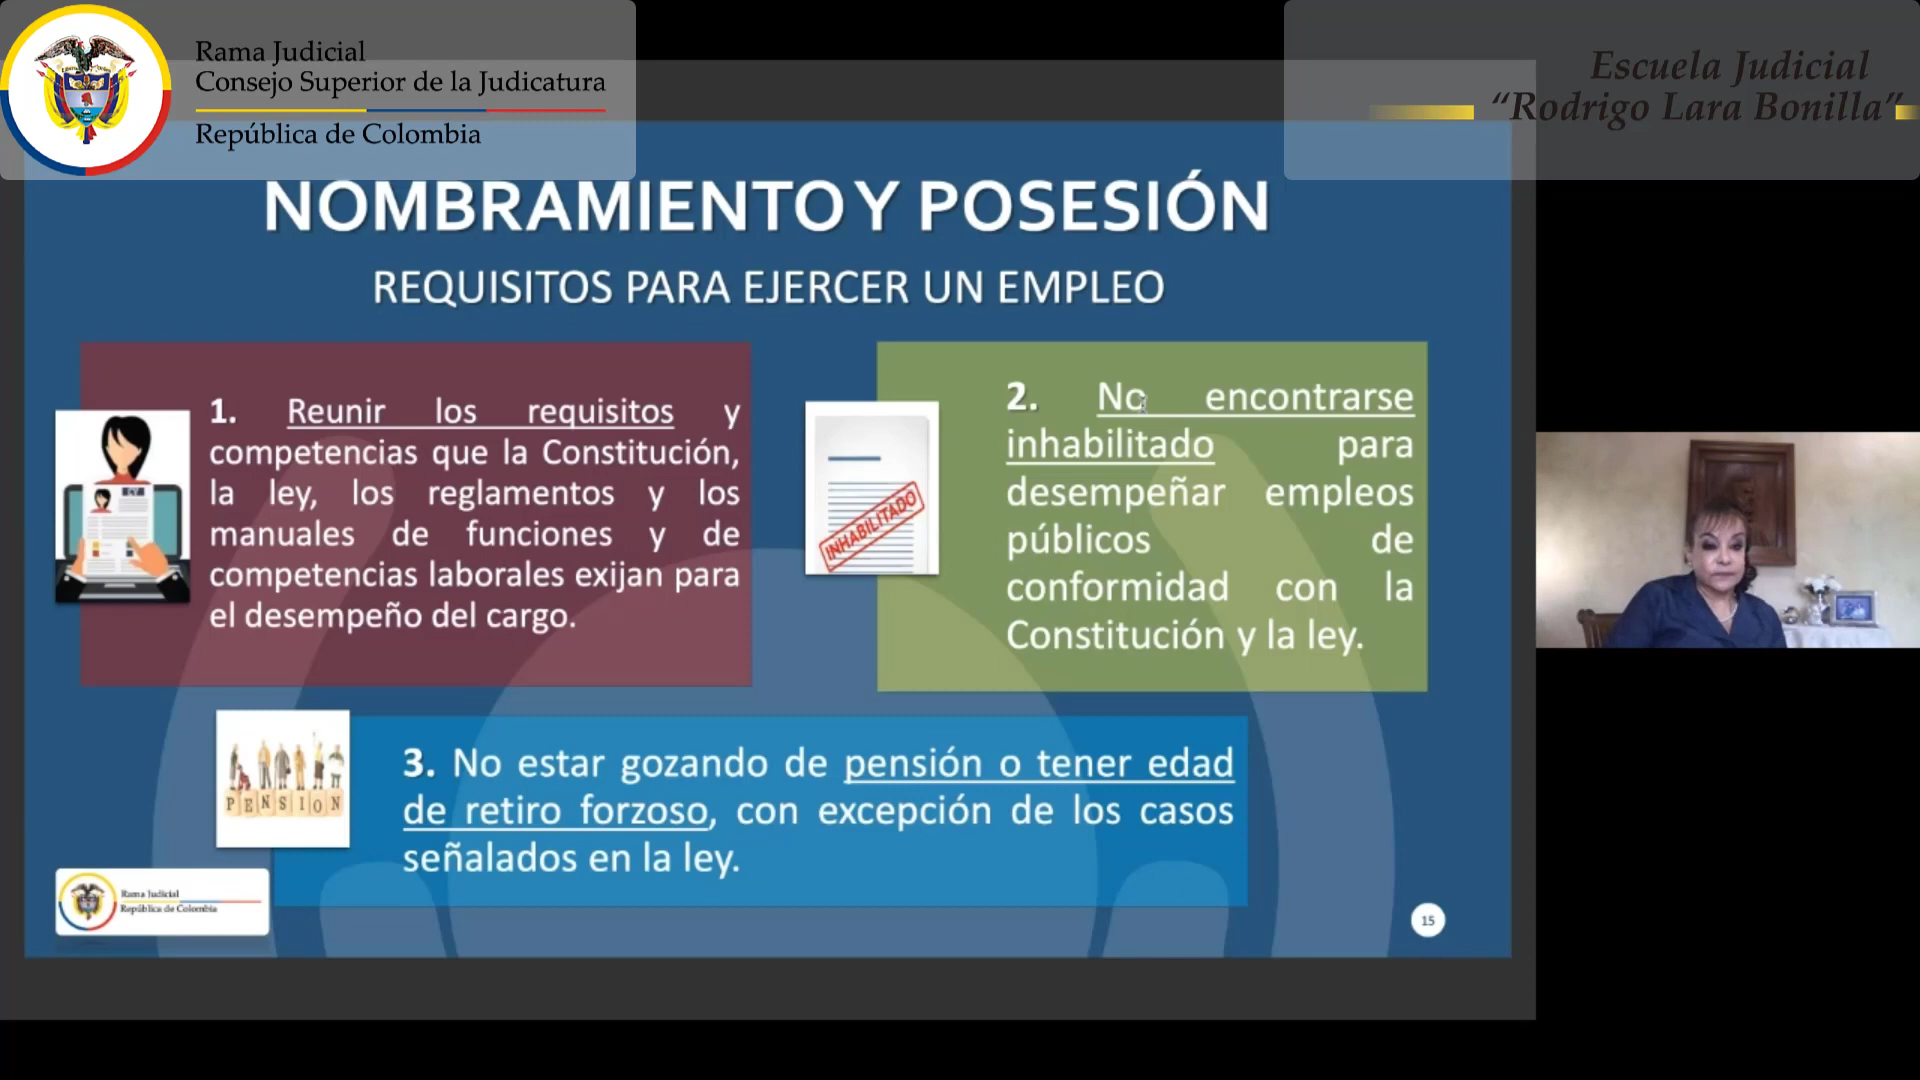 Rama Judicial
Consejo Superior de la Judicatura
República de Colombia
Escuela Judicial
“Rodrigo Lara Bonilla”
NOMBRAMIENTO Y POSESIÓN
REQUISITOS PARA EJERCER UN EMPLEO
1. Reunir los requisitos y
competencias que la Constitución,
la ley, los reglamentos y los
manuales de funciones y de
competencias laborales exijan para
el desempeño del cargo.
INHABILITADO
2. No encontrarse
inhabilitado para
desempeñar empleos
públicos de
conformidad con la
Constitución y la ley.
PENSION
3. No estar gozando de pensión o tener edad
de retiro forzoso, con excepción de los casos
señalados en la ley.
Rama Judicial
República de Colombia
15